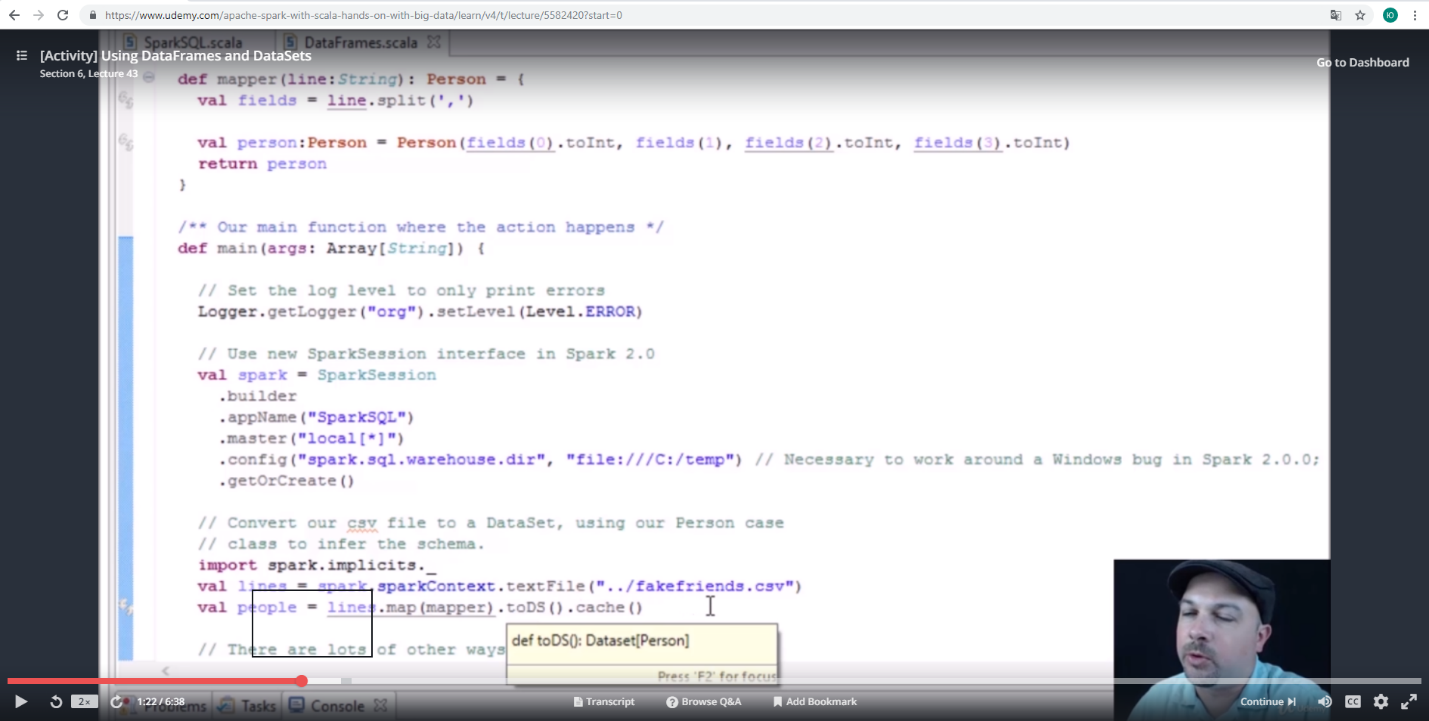 https://www.udemy.com/apache-spark-with-scala-hands-on-with-big-data/learn/v4/t/lecture/5582420?start=0
SparkSQL.scala DataFrames.scala
[Activity] Using DataFrames and DataSets
Section 6, Lecture 43
Go to Dashboard
def mapper(line:String): Person = {
val fields = line.split(',')
val person:Person = Person(fields(0).toInt, fields(1), fields(2).toInt, fields(3).toInt)
return person
}
/** Our main function where the action happens */
def main(args: Array[String]) {
// Set the log level to only print errors
Logger.getLogger("org").setLevel(Level.ERROR)
// Use new SparkSession interface in Spark 2.0
val spark = SparkSession
.builder
.appName("SparkSQL")
.master("local[*]")
.config("spark.sql.warehouse.dir", "file:///C:/temp") // Necessary to work around a Windows bug in Spark 2.0.0;
.getOrCreate()
// Convert our csv file to a DataSet, using our Person case
// class to infer the schema.
import spark.implicits._
val lines = spark.sparkContext.textFile("../fakefriends.csv")
val people = lines.map(mapper).toDS().cache()
def toDS(): Dataset[Person]
// There are lots of other ways
Press 'F2' for focus
2x 1:22 / 6:38
Transcript Browse Q&A Add Bookmark
Continue CC
Problems Tasks Console